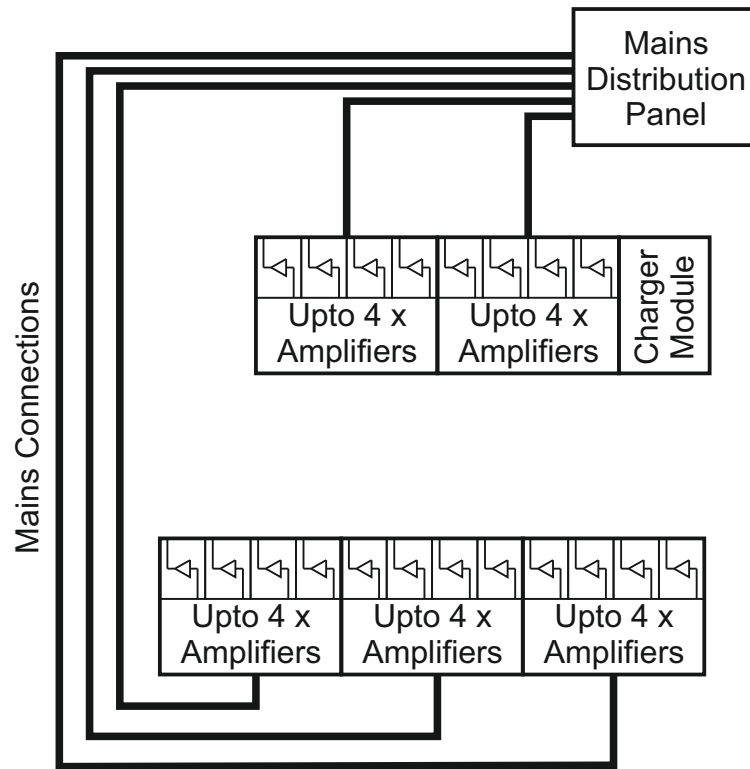 Mains
Distribution
Panel
Mains Connections
Upto 4 x
Amplifiers
Upto 4 x
Amplifiers
Charger
Module
Upto 4 x
Amplifiers
Upto 4 x
Amplifiers
Upto 4 x
Amplifiers